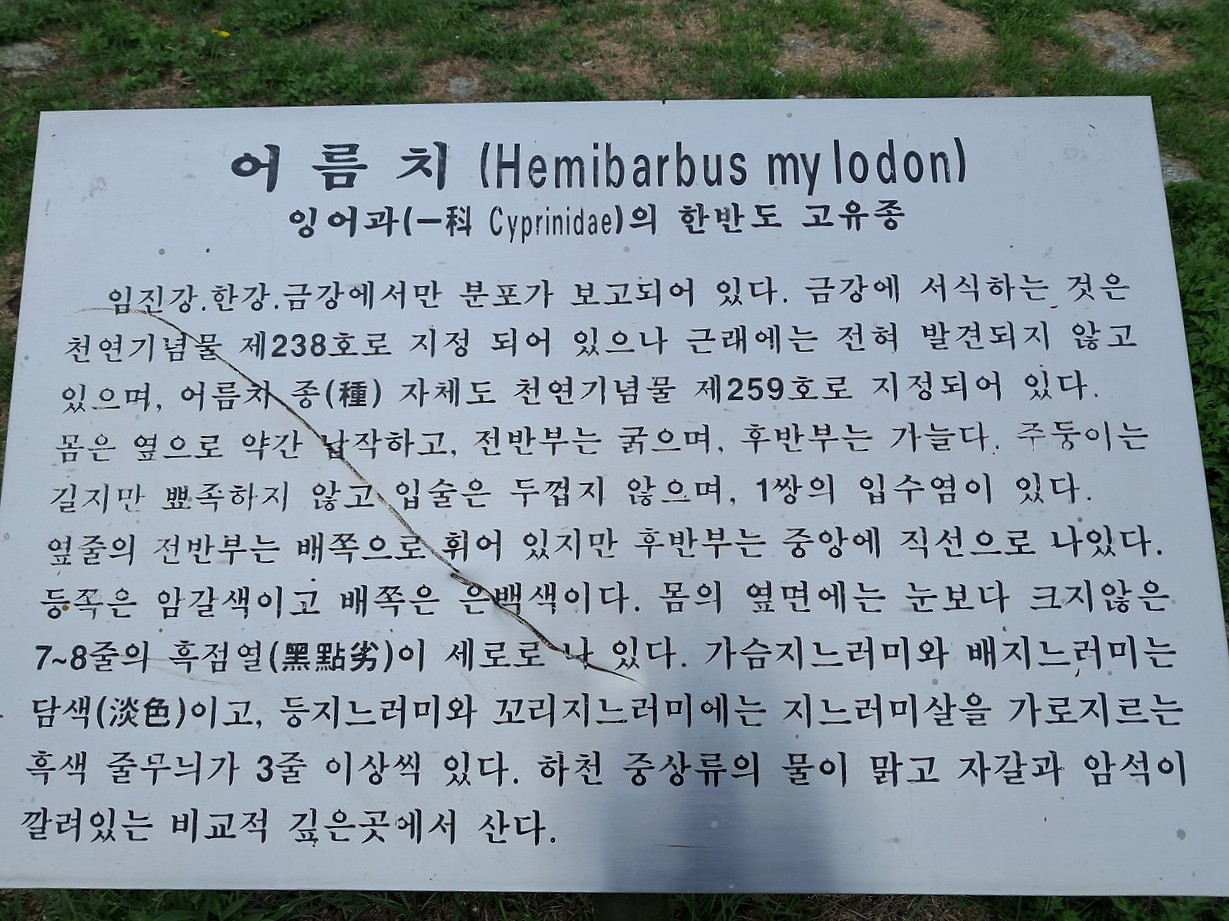 어름치 (Hemibarbus mylodon)
잉어과(一科 Cyprinidae)의 한반도 고유종
임진강.한강.금강에서만 분포가 보고되어 있다. 금강에 서식하는 것은
천연기념물 제238호로 지정 되어 있으나 근래에는 전혀 발견되지 않고
있으며, 어름치 종(種) 자체도 천연기념물 제259호로 지정되어 있다.
몸은 옆으로 약간 납작하고, 전반부는 굵으며, 후반부는 가늘다. 주둥이는
길지만 뾰족하지 않고 입술은 두껍지 않으며, 1쌍의 입수염이 있다.
옆줄의 전반부는 배쪽으로 휘어 있지만 후반부는 중앙에 직선으로 나있다.
등쪽은 암갈색이고 배쪽은 은백색이다. 몸의 옆면에는 눈보다 크지않은
7~8줄의 흑점열(黑點劣)이 세로로 나 있다. 가슴지느러미와 배지느러미는
담색(淡色)이고, 등지느러미와 꼬리지느러미에는 지느러미살을 가로지르는
흑색 줄무늬가 3줄 이상씩 있다. 하천 중상류의 물이 맑고 자갈과 암석이
깔려있는 비교적 깊은곳에서 산다.